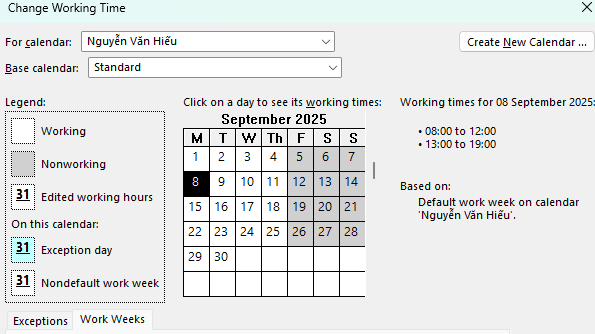 Change Working Time
For calendar: Nguyễn Văn Hiếu Create New Calendar ...
Base calendar: Standard
Legend:
Working
Nonworking
31 Edited working hours
On this calendar:
31 Exception day
31 Nondefault work week
Click on a day to see its working times:
September 2025
M T W Th F S S
1 2 3 4 5 6 7
8 9 10 11 12 13 14
15 16 17 18 19 20 21
22 23 24 25 26 27 28
29 30
Working times for 08 September 2025:
• 08:00 to 12:00
• 13:00 to 19:00
Based on:
Default work week on calendar
'Nguyễn Văn Hiếu'.
Exceptions Work Weeks